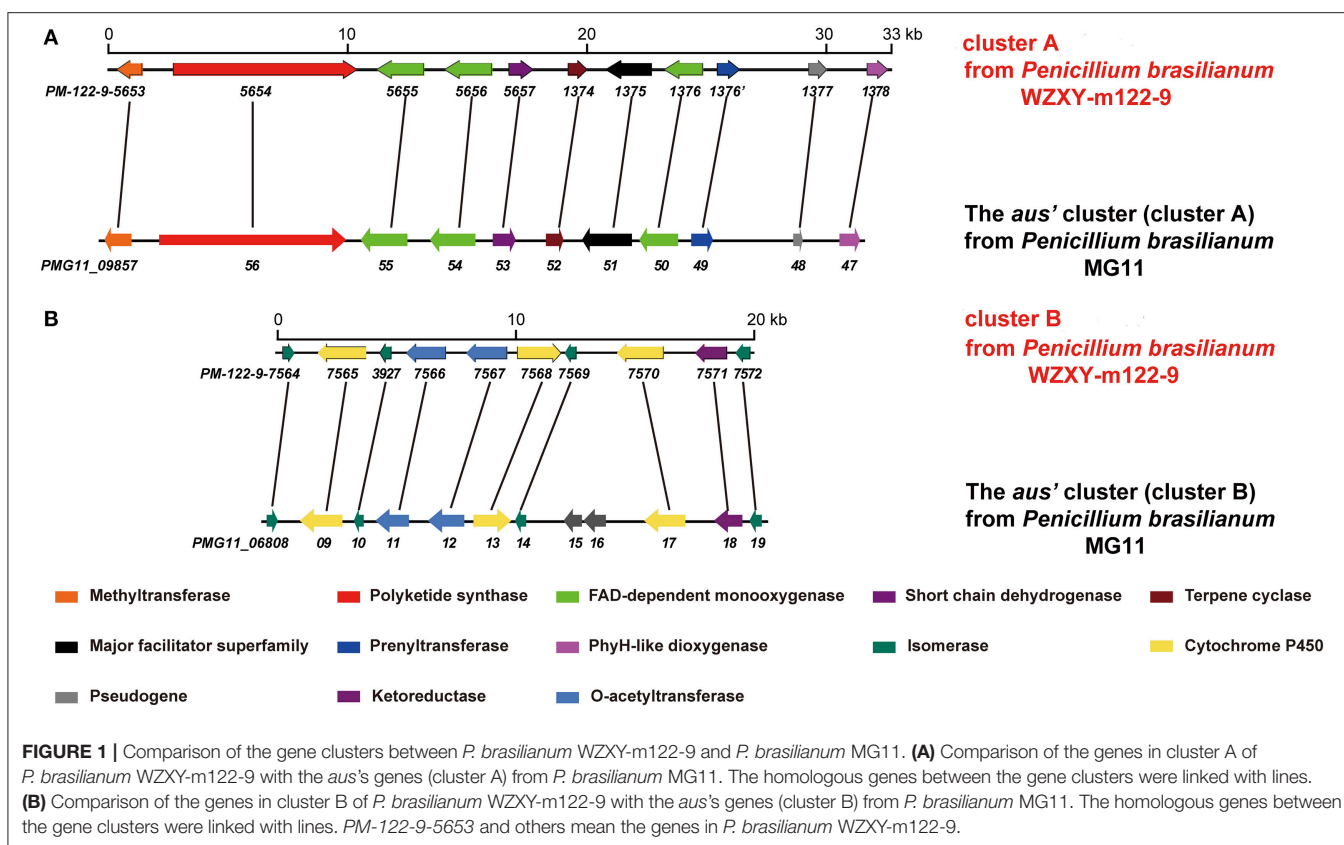 A
0 10 20 30 33 kb
PM-122-9-5653 5654 5655 5656 5657 1374 1375 1376 1376' 1377 1378
cluster A
from Penicillium brasilianum
WZXY-m122-9
PMG11_09857 56 55 54 53 52 51 50 49 48 47
The aus' cluster (cluster A)
from Penicillium brasilianum
MG11
B
0 10 20 kb
PM-122-9-7564 7565 3927 7566 7567 7568 7569 7570 7571 7572
cluster B
from Penicillium brasilianum
WZXY-m122-9
PMG11_06808 09 10 11 12 13 14 15 16 17 18 19
The aus' cluster (cluster B)
from Penicillium brasilianum
MG11
Methyltransferase Polyketide synthase FAD-dependent monooxygenase Short chain dehydrogenase Terpene cyclase
Major facilitator superfamily Prenyltransferase PhyH-like dioxygenase Isomerase Cytochrome P450
Pseudogene Ketoreductase O-acetyltransferase
FIGURE 1 | Comparison of the gene clusters between P. brasilianum WZXY-m122-9 and P. brasilianum MG11. (A) Comparison of the genes in cluster A of
P. brasilianum WZXY-m122-9 with the aus's genes (cluster A) from P. brasilianum MG11. The homologous genes between the gene clusters were linked with lines.
(B) Comparison of the genes in cluster B of P. brasilianum WZXY-m122-9 with the aus's genes (cluster B) from P. brasilianum MG11. The homologous genes between
the gene clusters were linked with lines. PM-122-9-5653 and others mean the genes in P. brasilianum WZXY-m122-9.